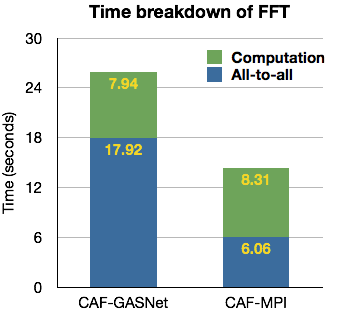 Time breakdown of FFT
Time (seconds)
30
24
18
12
6
0
Computation
All-to-all
7.94
17.92
8.31
6.06
CAF-GASNet
CAF-MPI